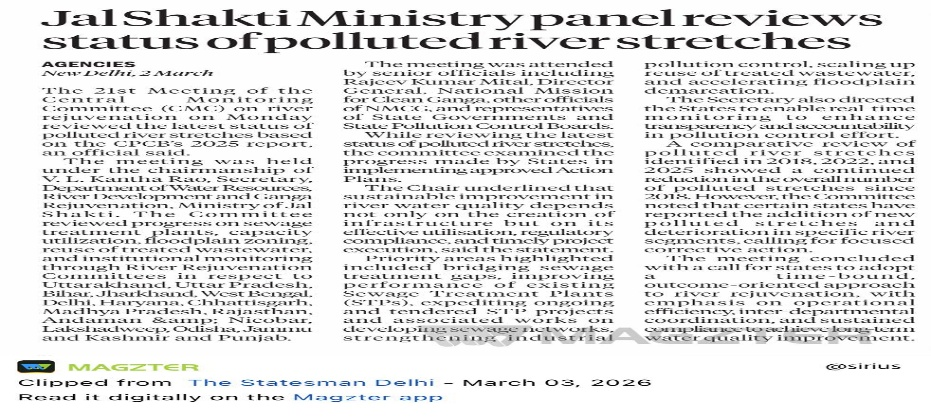 Jal Shakti Ministry panel reviews
status of polluted river stretches
AGENCIES
New Delhi, 2 March
The 21st Meeting of the
Central Monitoring
Committee (CMC) on river
rejuvenation on Monday
reviewed the latest status of
polluted river stretches based
on the CPCB's 2025 report,
an official said.
The meeting was held
under the chairmanship of
V. L. Kantha Rao, Secretary,
Department of Water Resources,
River Development and Ganga
Rejuvenation, Ministry of Jal
Shakti. The Committee
reviewed progress on sewage
treatment plants, capacity
utilization, floodplain zoning,
reuse of treated wastewater,
and institutional monitoring
through River Rejuvenation
Committees in respect to
Uttarakhand, Uttar Pradesh,
Bihar, Jharkhand, West Bengal,
Delhi, Haryana, Chhattisgarh,
Madhya Pradesh, Rajasthan,
Andaman &amp; Nicobar,
Lakshadweep, Odisha, Jammu
and Kashmir and Punjab.
The meeting was attended
by senior officials including
Rajeev Kumar Mital, Director
General, National Mission
for Clean Ganga, other officials
of NMCG, and representatives
of State Governments and
State Pollution Control Boards.
While reviewing the latest
status of polluted river stretches,
the committee examined the
progress made by States in
implementing approved Action
Plans.
The Chair underlined that
sustainable improvement in
river water quality depends
not only on the creation of
infrastructure but on its
effective utilisation, regulatory
compliance, and timely project
execution, said the statement.
Priority areas highlighted
included bridging sewage
treatment gaps, improving
performance of existing
Sewage Treatment Plants
(STPs), expediting ongoing
and tendered STP projects
and associated works on
developing sewage networks,
strengthening industrial
pollution control, scaling up
reuse of treated wastewater,
and accelerating floodplain
demarcation.
The Secretary also directed
the States to enable real time
monitoring to enhance
transparency and accountability
in pollution control effort.
A comparative review of
polluted river stretches
identified in 2018, 2022, and
2025 showed a continued
reduction in the overall number
of polluted stretches since
2018. However, the Committee
noted that certain states have
reported the addition of new
polluted stretches and
deterioration in specific river
segments, calling for focused
corrective action.
The meeting concluded
with a call for states to adopt
a time-bound,
outcome-oriented approach
to river rejuvenation, with
emphasis on operational
efficiency, inter departmental
coordination, and sustained
compliance to achieve long-term
water quality improvement.
MAGZTER
MAGZTER
@sirius
Clipped from The Statesman Delhi - March 03, 2026
Read it digitally on the Magzter app